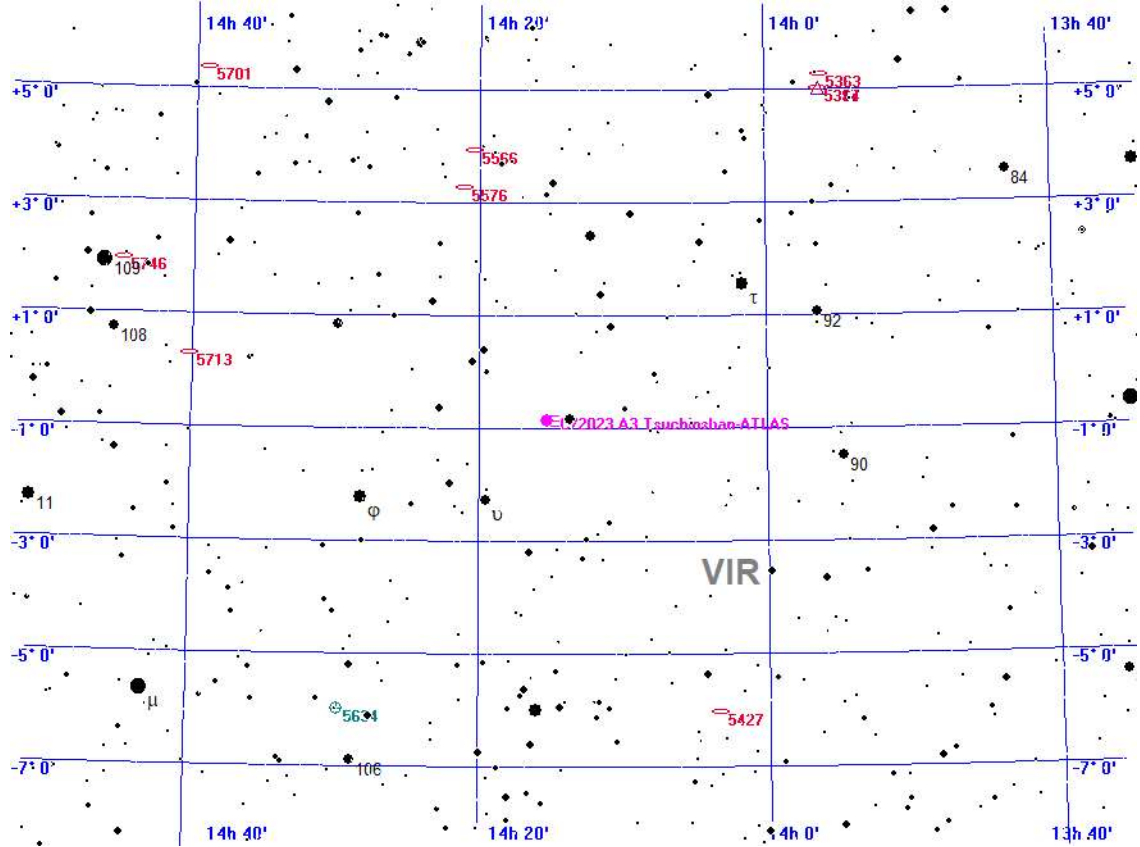 14h 40' 14h 20' 14h 0' 13h 40'
5701
5363
+5° 0' +5° 0'
5566
84
5576
+3° 0' +3° 0'
109 5746
τ
+1° 0' 92 +1° 0'
108
5713
C/2023 A3 Tsuchinshan-ATLAS
-1° 0' -1° 0'
90
11
φ
υ
-3° 0' -3° 0'
VIR
-5° 0' -5° 0'
μ
5634 5427
106
-7° 0' -7° 0'
14h 40' 14h 20' 14h 0' 13h 40'